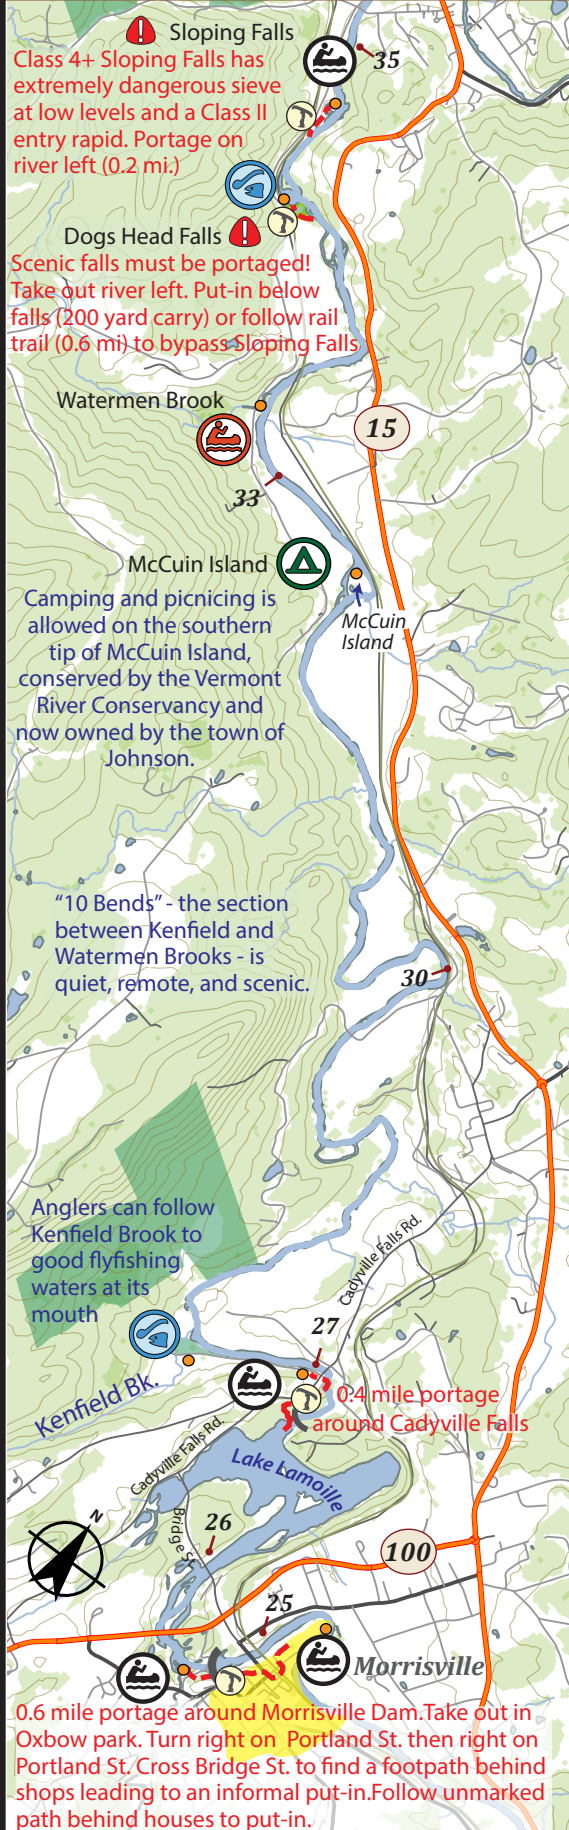 Sloping Falls
Class 4+ Sloping Falls has
extremely dangerous sieve
at low levels and a Class II
entry rapid. Portage on
river left (0.2 mi.)
35
Dogs Head Falls
Scenic falls must be portaged!
Take out river left. Put-in below
falls (200 yard carry) or follow rail
trail (0.6 mi) to bypass Sloping Falls
Watermen Brook
15
33
McCuin Island
Camping and picnicing is
allowed on the southern
tip of McCuin Island,
conserved by the Vermont
River Conservancy and
now owned by the town of
Johnson.
McCuin
Island
"10 Bends" - the section
between Kenfield and
Watermen Brooks - is
quiet, remote, and scenic.
30
Anglers can follow
Kenfield Brook to
good flyfishing
waters at its
mouth
Cadyville Falls Rd.
27
Kenfield Bk.
0.4 mile portage
around Cadyville Falls
Cadyville Falls Rd.
Lake Lamoille
Bridge St.
26
N
100
25
Morrisville
0.6 mile portage around Morrisville Dam.Take out in
Oxbow park. Turn right on Portland St. then right on
Portland St. Cross Bridge St. to find a footpath behind
shops leading to an informal put-in.Follow unmarked
path behind houses to put-in.